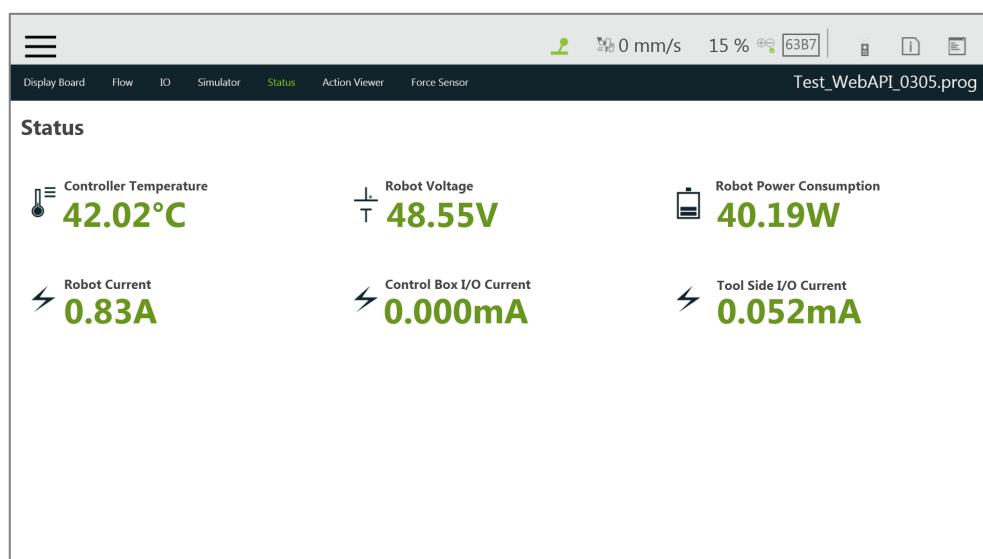 0 mm/s 15 % 63B7
Display Board Flow IO Simulator Status Action Viewer Force Sensor Test_WebAPI_0305.prog
Status
Controller Temperature Robot Voltage Robot Power Consumption
42.02°C 48.55V 40.19W
Robot Current Control Box I/O Current Tool Side I/O Current
0.83A 0.000mA 0.052mA